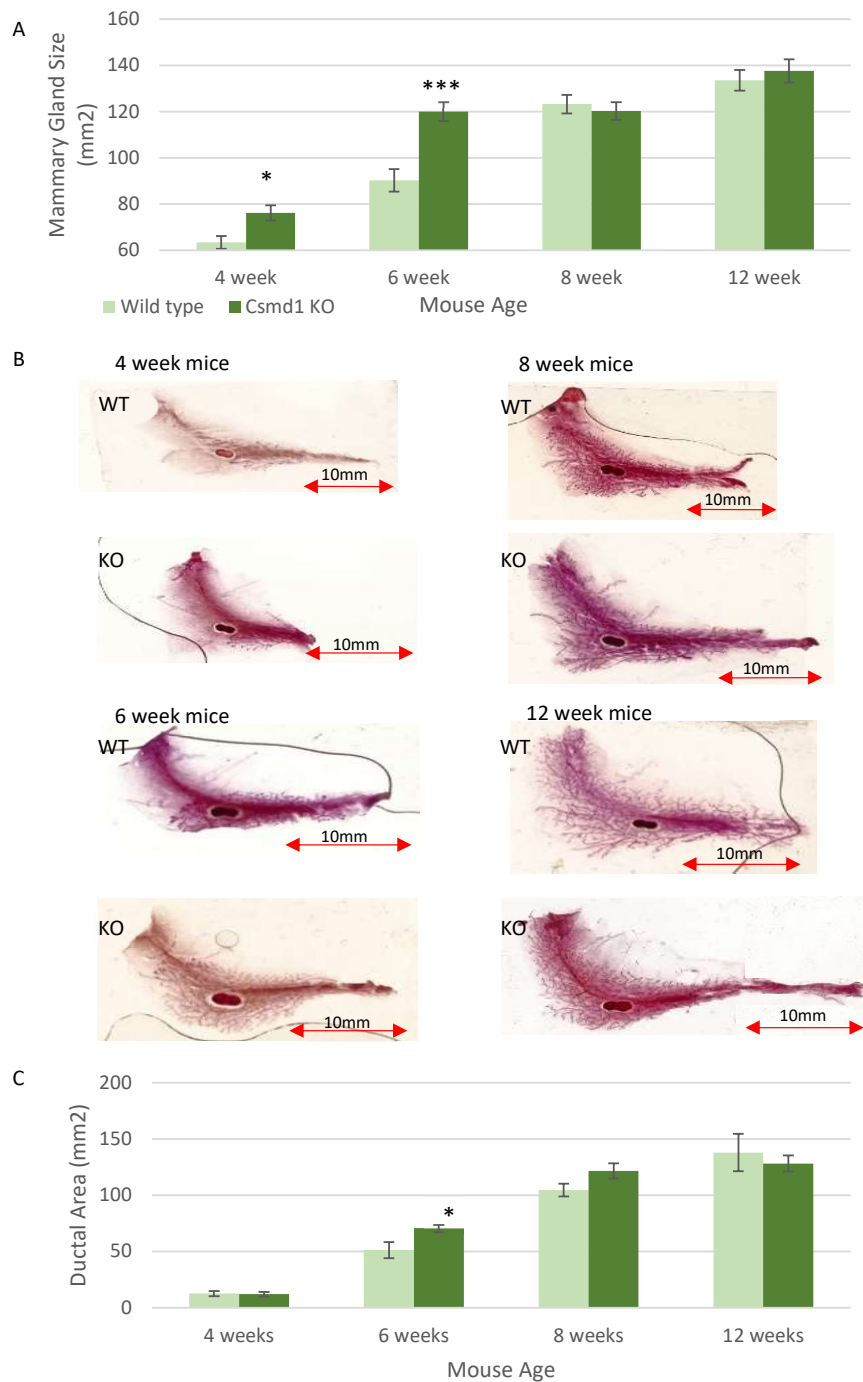 A
Mammary Gland Size
(mm2)
160
140
120
100
80
60
*
***
4 week
6 week
8 week
12 week
Wild type
Csmd1 KO
Mouse Age
B
4 week mice
WT
10mm
KO
10mm
6 week mice
WT
10mm
KO
10mm
8 week mice
WT
10mm
KO
10mm
12 week mice
WT
10mm
KO
10mm
C
Ductal Area (mm2)
200
150
100
50
0
*
4 weeks
6 weeks
8 weeks
12 weeks
Mouse Age